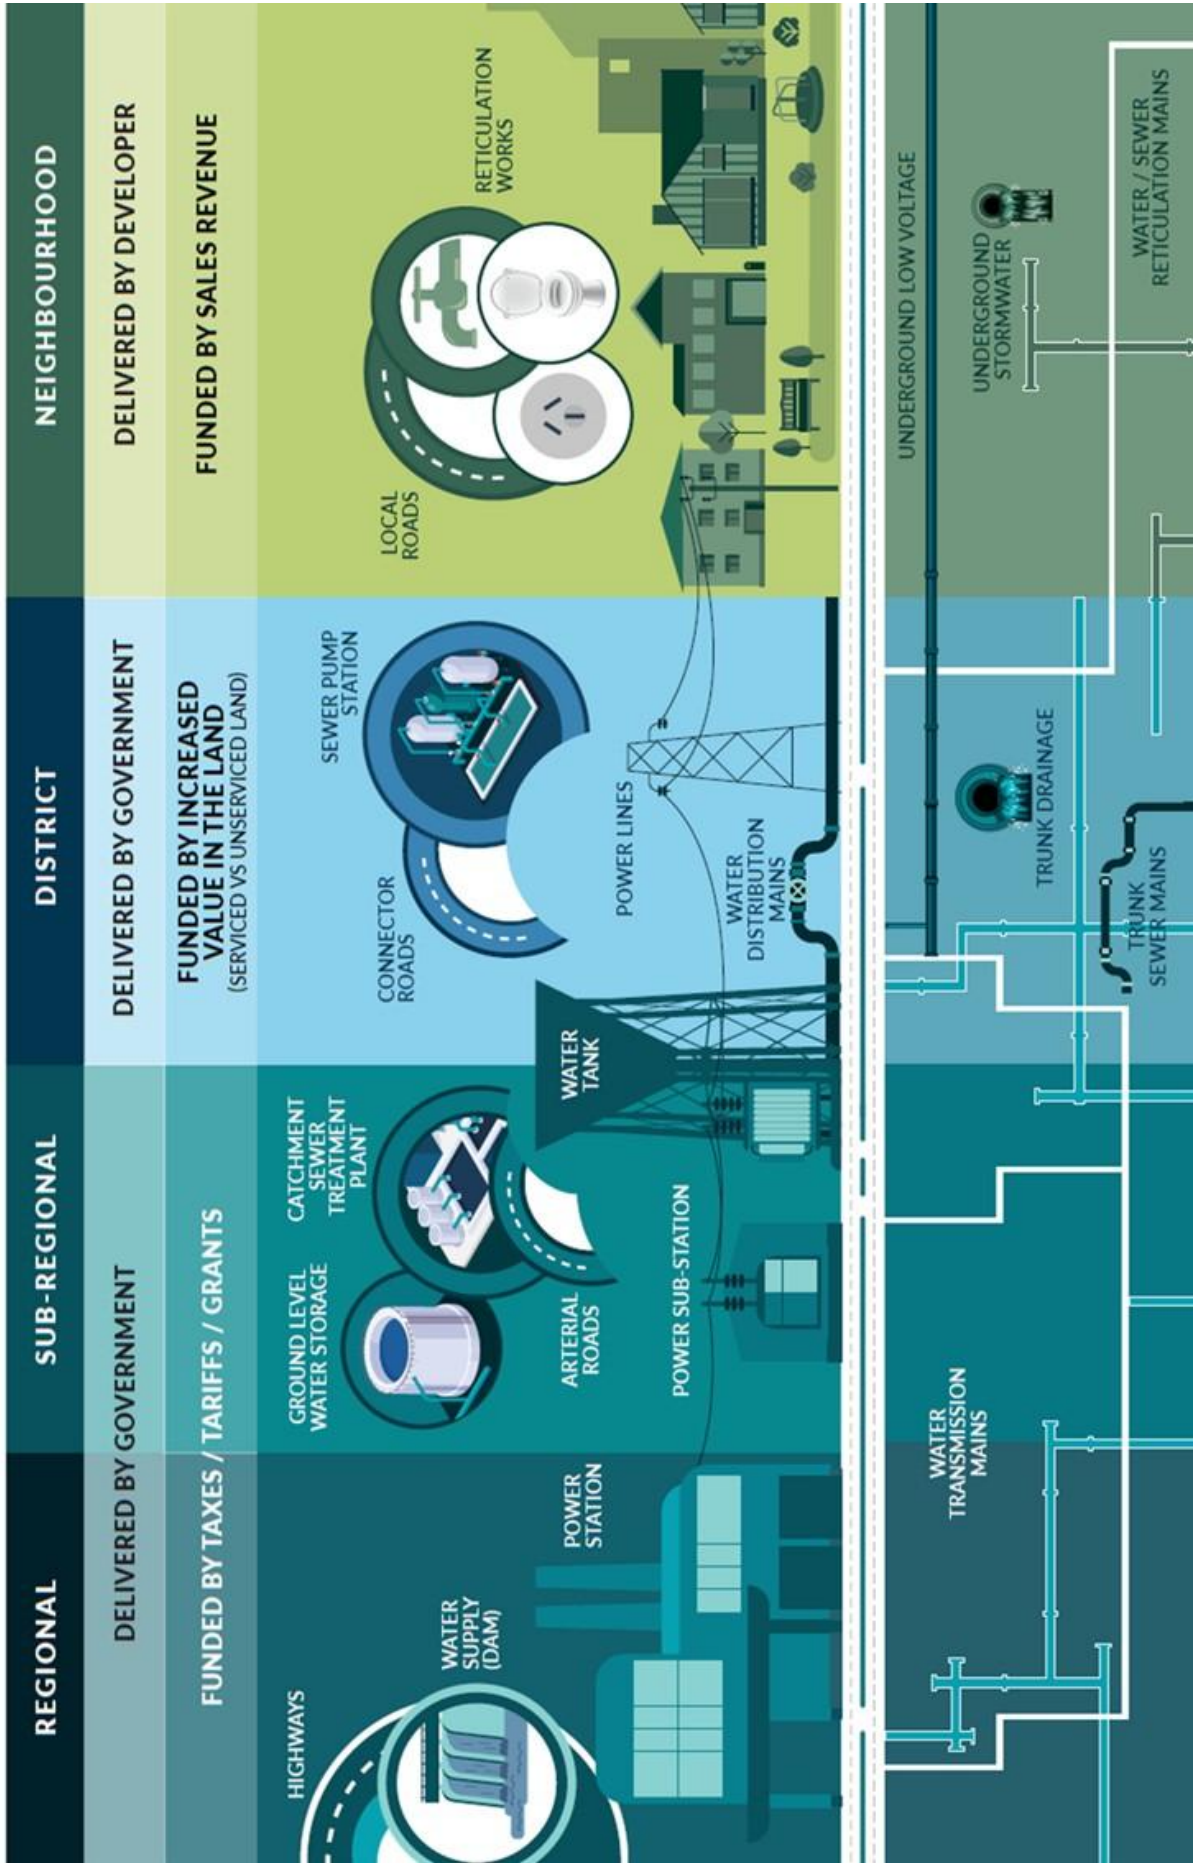 REGIONAL
SUB-REGIONAL
DISTRICT
NEIGHBOURHOOD
DELIVERED BY GOVERNMENT
DELIVERED BY GOVERNMENT
DELIVERED BY DEVELOPER
FUNDED BY TAXES / TARIFFS / GRANTS
FUNDED BY INCREASED
VALUE IN THE LAND
(SERVICED VS UNSERVICED LAND)
FUNDED BY SALES REVENUE
HIGHWAYS
WATER
SUPPLY
(DAM)
POWER
STATION
GROUND LEVEL
WATER STORAGE
CATCHMENT
SEWER
TREATMENT
PLANT
ARTERIAL
ROADS
POWER SUB-STATION
WATER
TANK
CONNECTOR
ROADS
SEWER PUMP
STATION
POWER LINES
WATER
DISTRIBUTION
MAINS
LOCAL
ROADS
RETICULATION
WORKS
WATER
TRANSMISSION
MAINS
TRUNK
SEWER MAINS
TRUNK DRAINAGE
UNDERGROUND LOW VOLTAGE
UNDERGROUND
STORMWATER
WATER / SEWER
RETICULATION MAINS